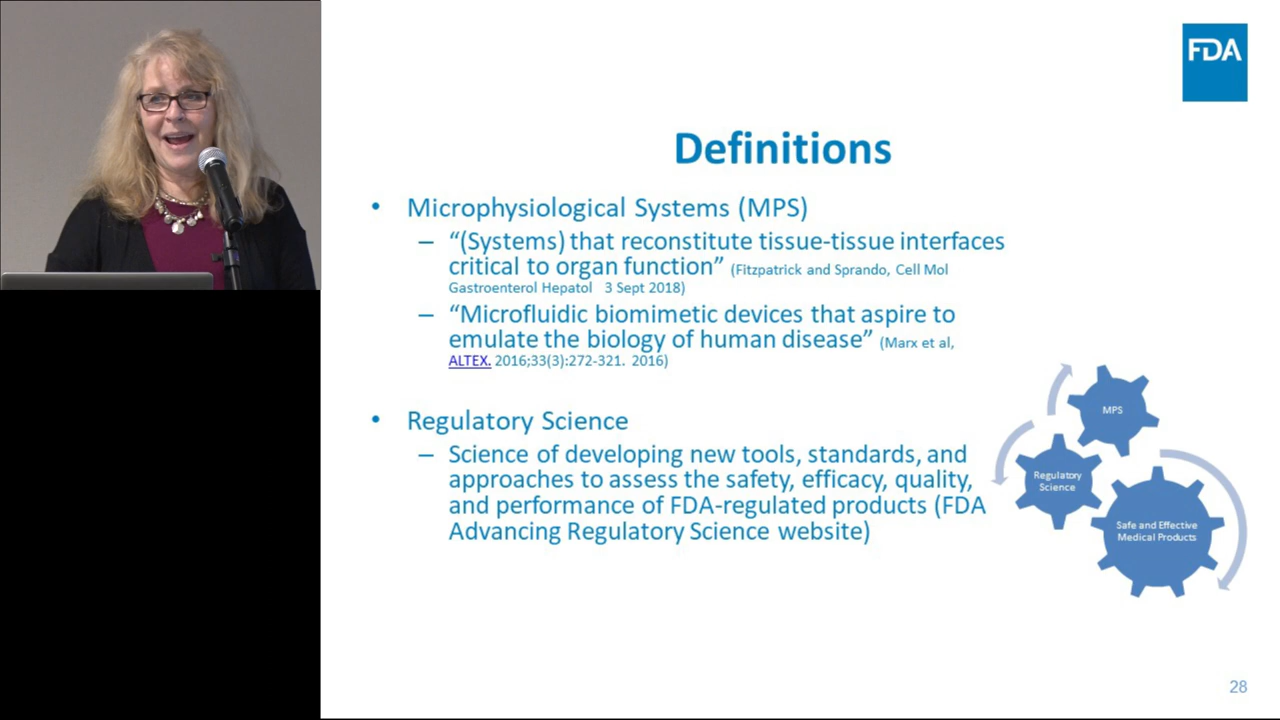 FDA
Definitions
• Microphysiological Systems (MPS)
– “(Systems) that reconstitute tissue-tissue interfaces
critical to organ function” (Fitzpatrick and Sprando, Cell Mol
Gastroenterol Hepatol 3 Sept 2018)
– “Microfluidic biomimetic devices that aspire to
emulate the biology of human disease” (Marx et al,
ALTEX. 2016;33(3):272-321. 2016)
• Regulatory Science
– Science of developing new tools, standards, and
approaches to assess the safety, efficacy, quality,
and performance of FDA-regulated products (FDA
Advancing Regulatory Science website)
MPS
Regulatory
Science
Safe and Effective
Medical Products
28